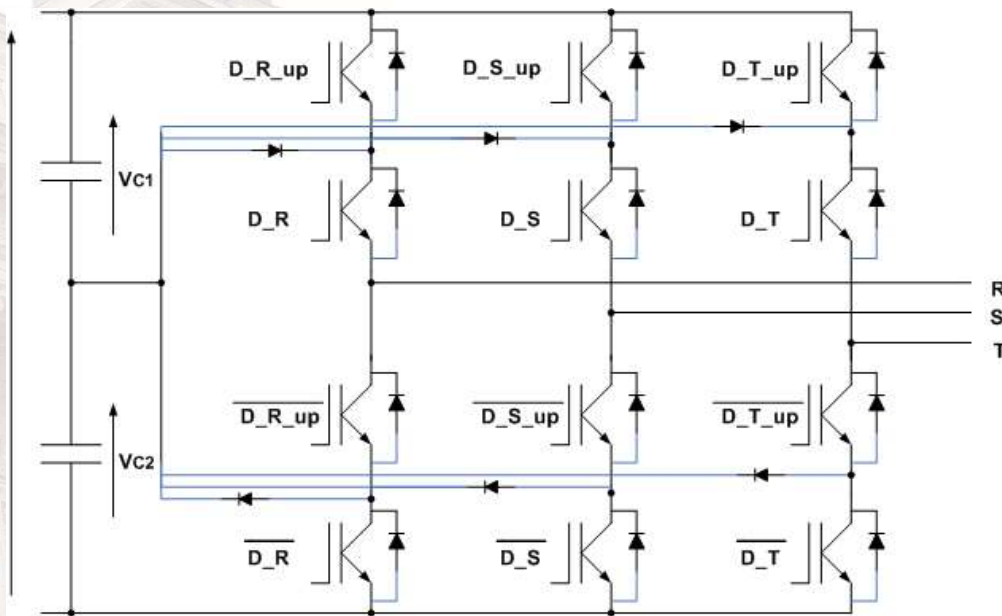 D_R_up D_S_up D_T_up
VC1
D_R D_S D_T
R
S
T
D_R_up D_S_up D_T_up
VC2
D_R D_S D_T